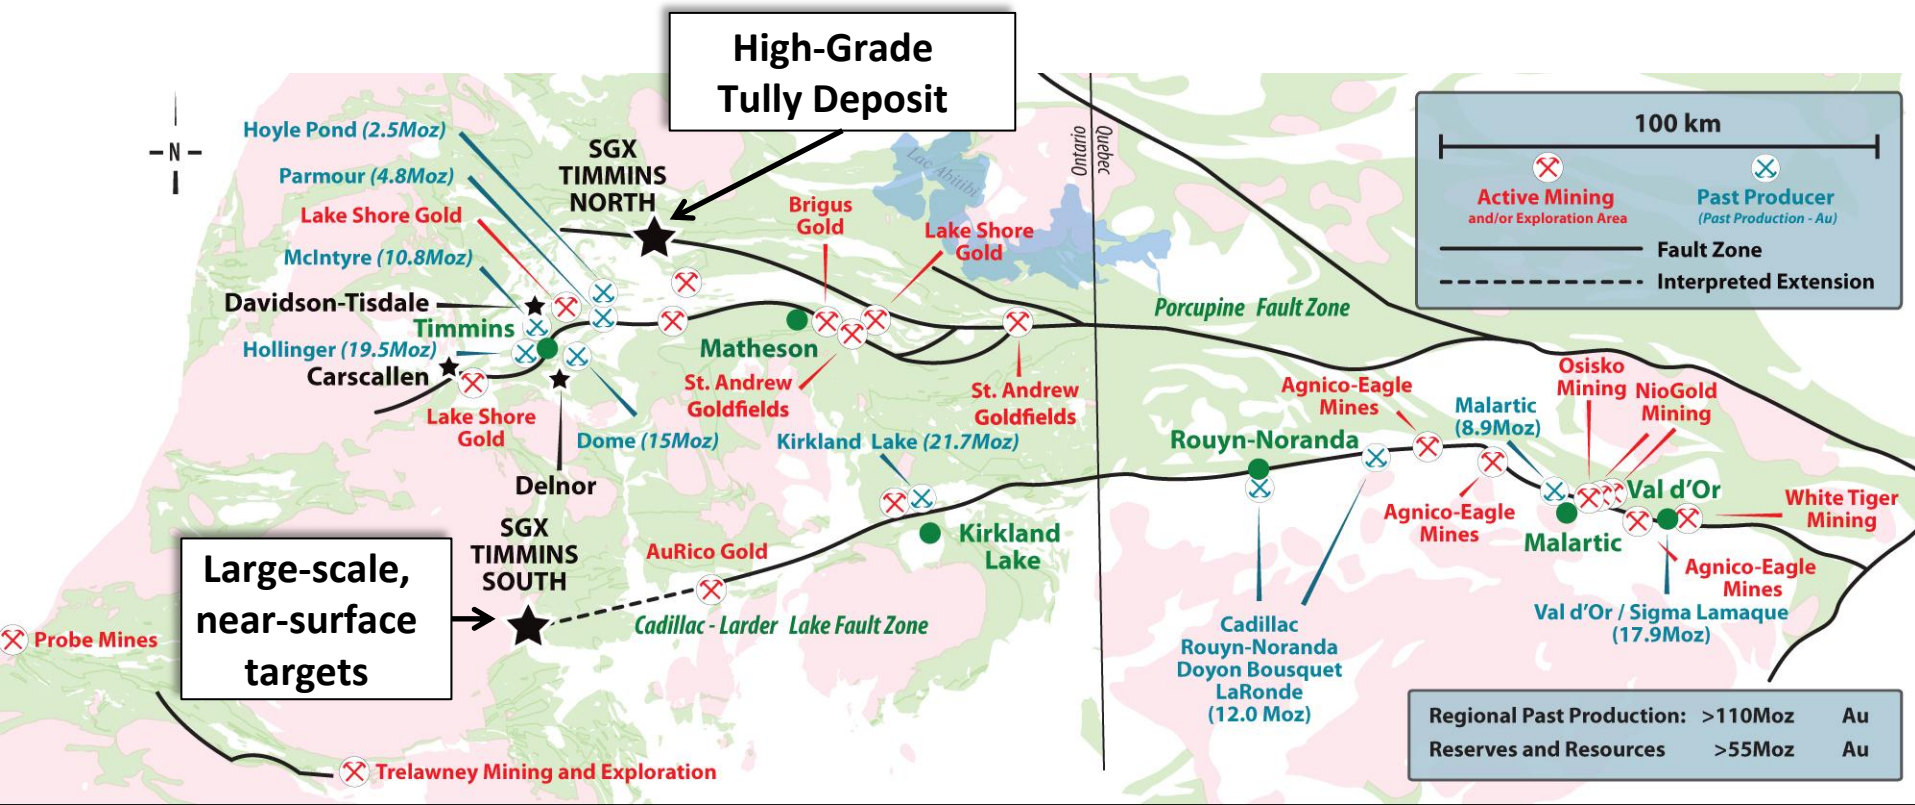 High-Grade
Tully Deposit
N
Hoyle Pond (2.5Moz)
Parmour (4.8Moz)
Lake Shore Gold
McIntyre (10.8Moz)
Davidson-Tisdale
Timmins
Hollinger (19.5Moz)
Carscallen
Lake Shore
Gold
SGX
TIMMINS
NORTH
Brigus
Gold
Lake Shore
Gold
Lac Abitibi
Ontario
Quebec
Matheson
St. Andrew
Goldfields
St. Andrew
Goldfields
Dome (15Moz)
Delnor
Kirkland Lake (21.7Moz)
Kirkland
Lake
SGX
TIMMINS
SOUTH
AuRico Gold
Large-scale,
near-surface
targets
Cadillac - Larder Lake Fault Zone
Probe Mines
Trelawney Mining and Exploration
100 km
Active Mining
and/or Exploration Area
Past Producer
(Past Production - Au)
Fault Zone
Interpreted Extension
Porcupine Fault Zone
Agnico-Eagle
Mines
Rouyn-Noranda
Malartic
(8.9Moz)
Osisko
Mining
NioGold
Mining
Val d'Or
White Tiger
Mining
Agnico-Eagle
Mines
Malartic
Agnico-Eagle
Mines
Val d'Or / Sigma Lamaque
(17.9Moz)
Cadillac
Rouyn-Noranda
Doyon Bousquet
LaRonde
(12.0 Moz)
Regional Past Production: >110Moz Au
Reserves and Resources >55Moz Au